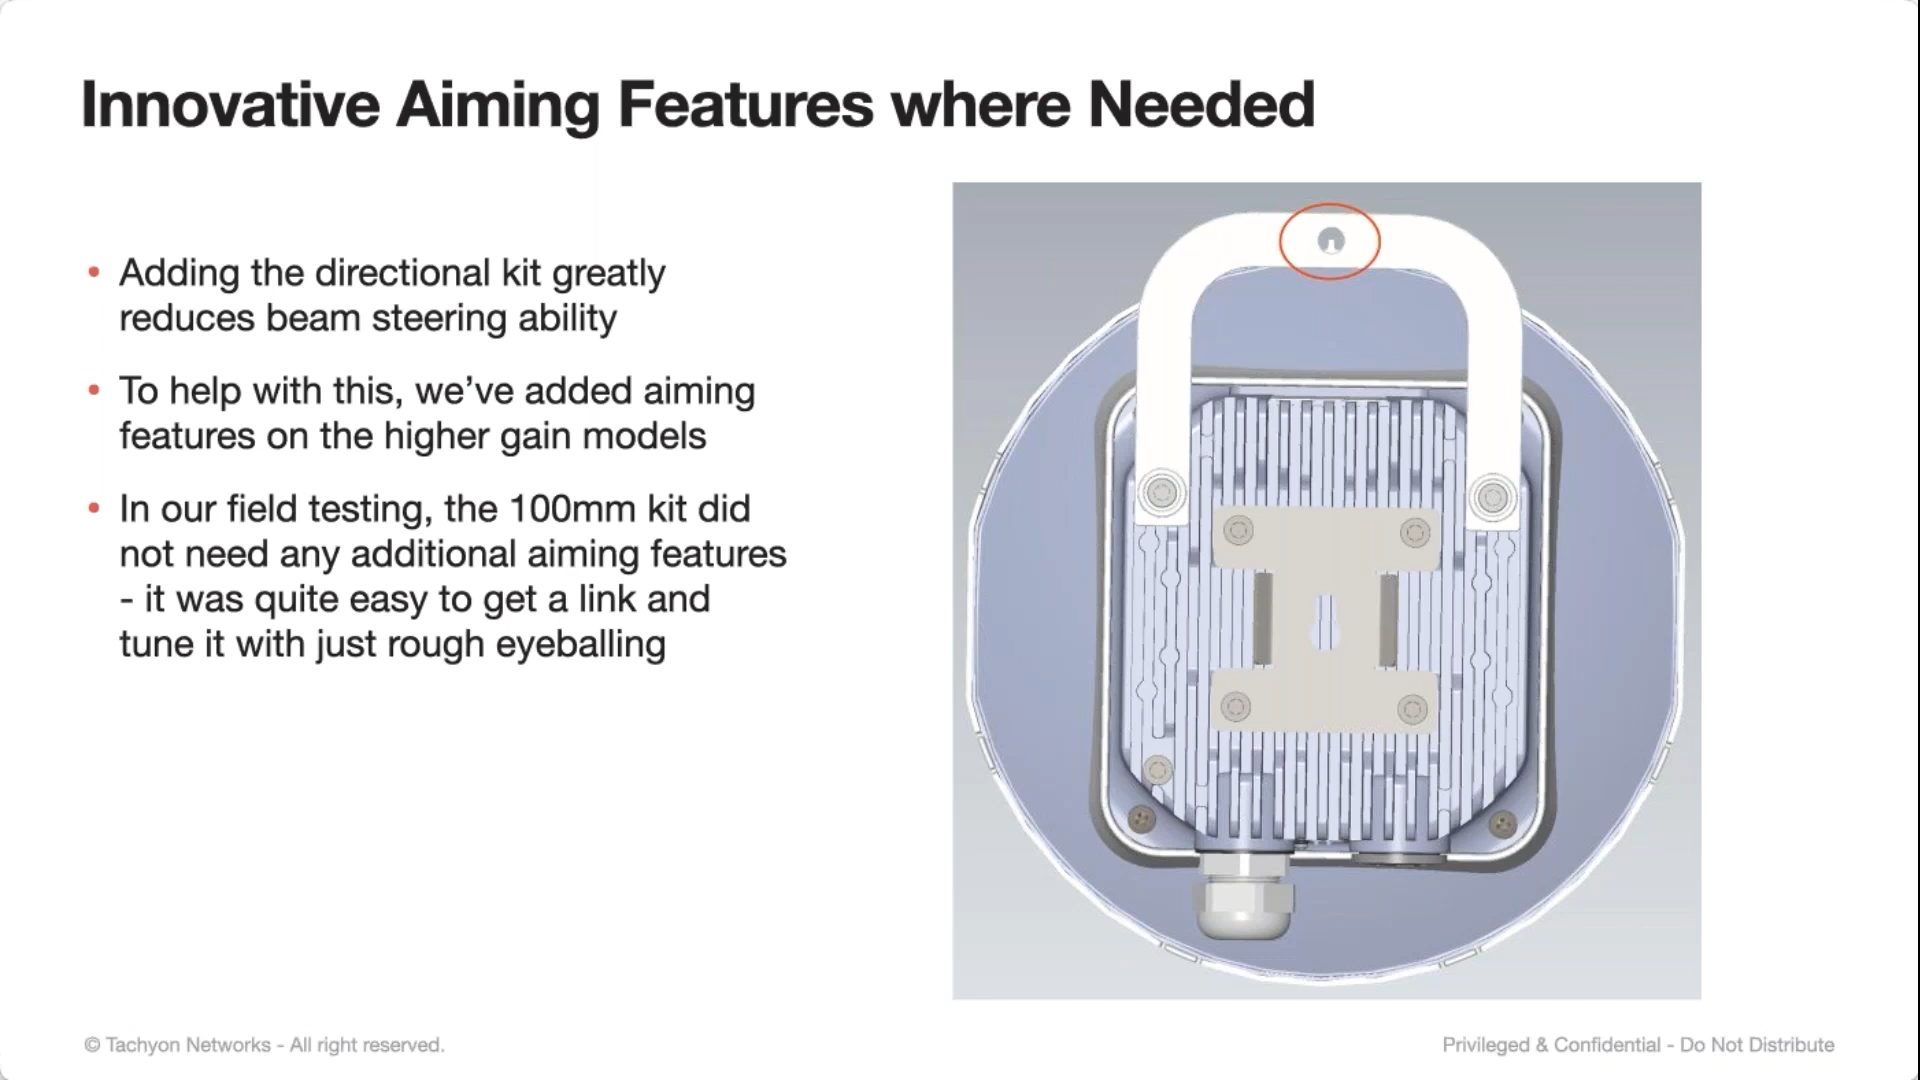 Innovative Aiming Features where Needed
• Adding the directional kit greatly
reduces beam steering ability
• To help with this, we’ve added aiming
features on the higher gain models
• In our field testing, the 100mm kit did
not need any additional aiming features
- it was quite easy to get a link and
tune it with just rough eyeballing
© Tachyon Networks - All right reserved.
Privileged & Confidential - Do Not Distribute